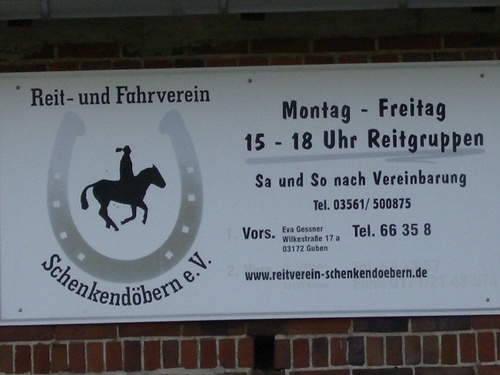 Reit- und Fahrverein
Schenkendöbern e.V.
Montag - Freitag
15 - 18 Uhr Reitgruppen
Sa und So nach Vereinbarung
Tel. 03561/ 500875
Vors. Eva Gessner
Wilkestraße 17 a
03172 Guben
Tel. 66 35 8
www.reitverein-schenkendoebern.de